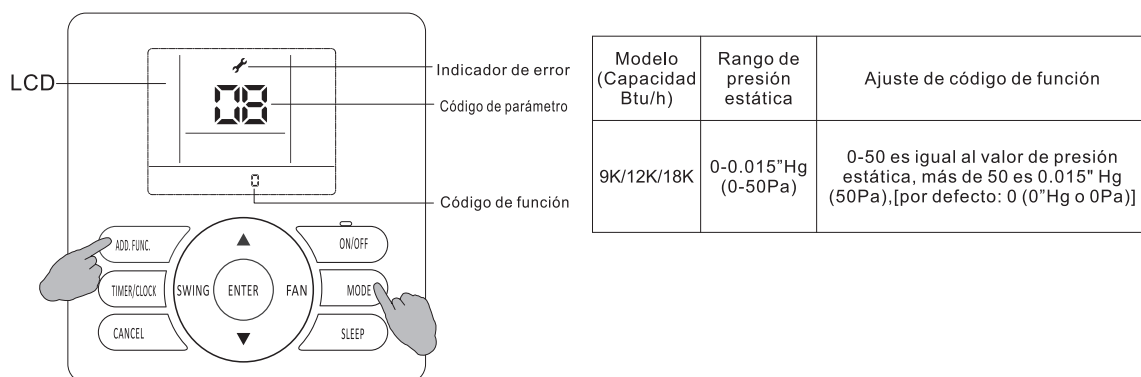 LCD
Indicador de error
08
Código de parámetro
0
Código de función
ADD. FUNC.
ON/OFF
TIMER/CLOCK
SWING
ENTER
FAN
MODE
CANCEL
SLEEP
Modelo
(Capacidad
Btu/h)
Rango de
presión
estática
Ajuste de código de función
9K/12K/18K
0-0.015”Hg
(0-50Pa)
0-50 es igual al valor de presión
estática, más de 50 es 0.015" Hg
(50Pa),[por defecto: 0 (0”Hg o 0Pa)]